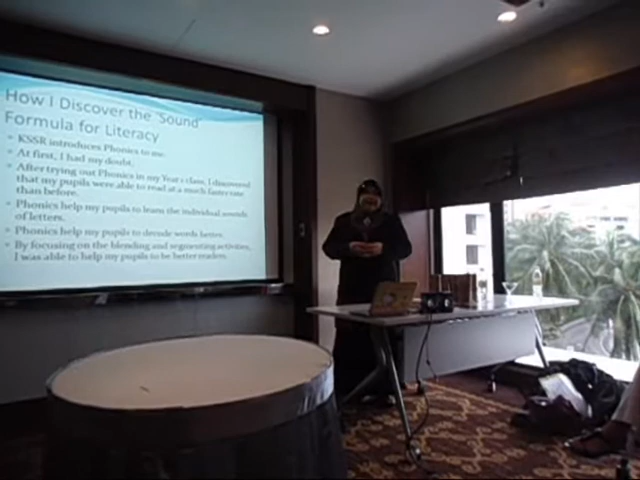 How I Discover the 'Sound'
Formula for Literacy
KSSR introduces Phonics to me.
At first, I had my doubt.
After trying out Phonics in my Year 1 class, I discovered
that my pupils were able to read at a much faster rate
than before.
Phonics help my pupils to learn the individual sounds
of letters.
Phonics help my pupils to decode words better.
By focusing on the blending and segmenting activities,
I was able to help my pupils to be better readers.